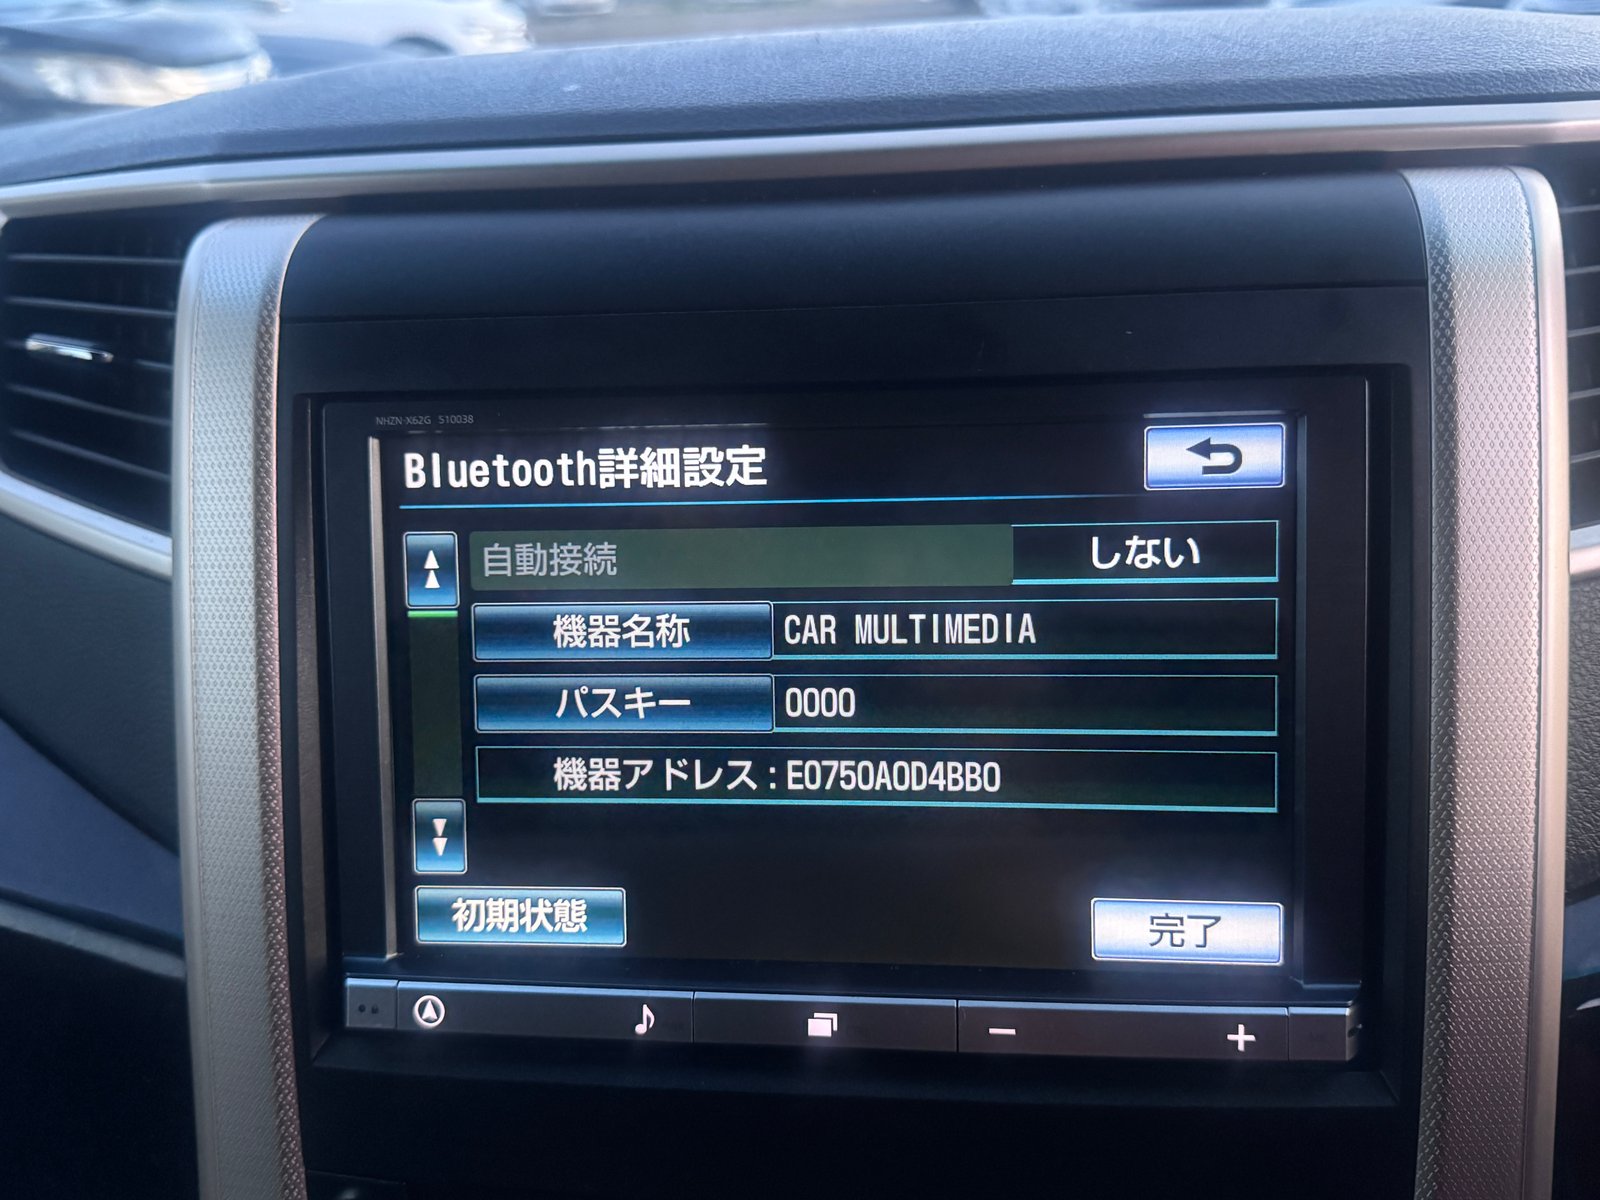 NHZN-X62G 510038
Bluetooth詳細設定
自動接続 しない
機器名称 CAR MULTIMEDIA
パスキー 0000
機器アドレス:E0750A0D4BB0
初期状態 完了